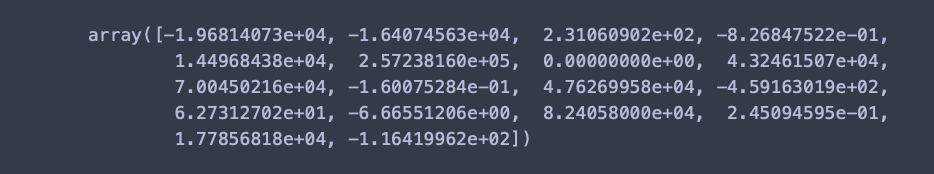 array([-1.96814073e+04, -1.64074563e+04,  2.31060902e+02, -8.26847522e-01,
        1.44968438e+04,  2.57238160e+05,  0.00000000e+00,  4.32461507e+04,
        7.00450216e+04, -1.60075284e-01,  4.76269958e+04, -4.59163019e+02,
        6.27312702e+01, -6.66551206e+00,  8.24058000e+04,  2.45094595e-01,
        1.77856818e+04, -1.16419962e+02])